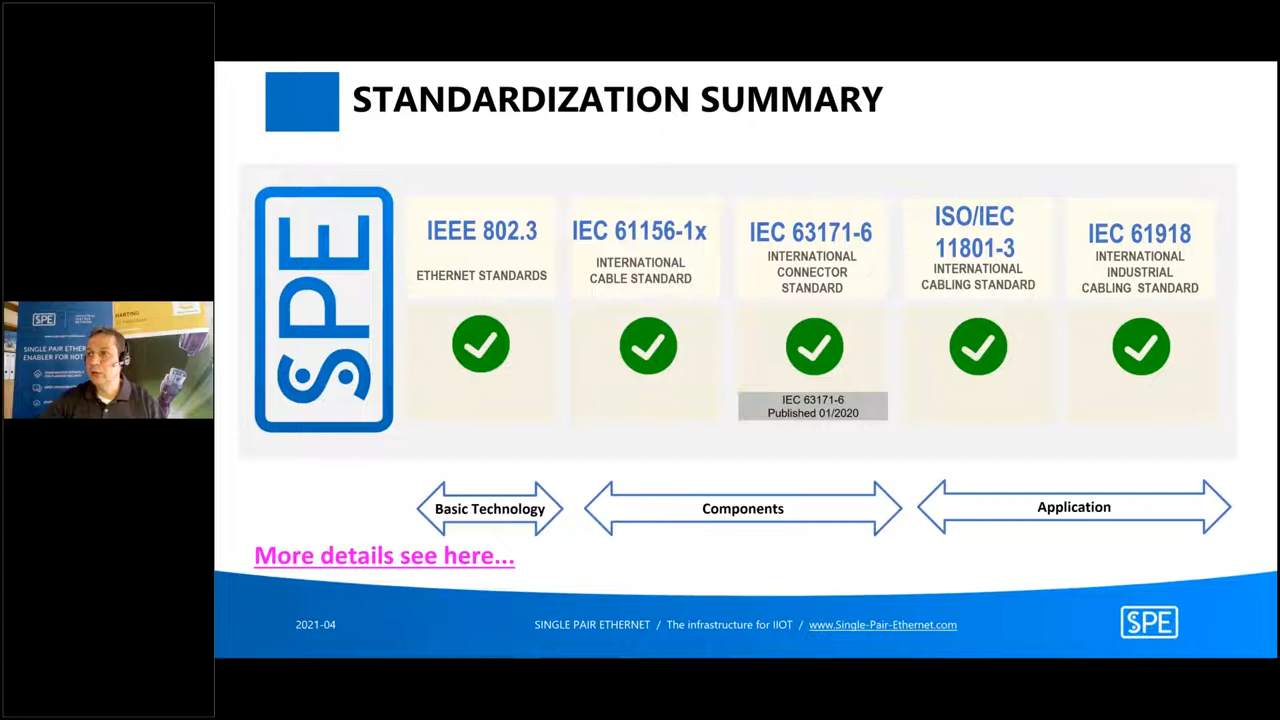 STANDARDIZATION SUMMARY
SPE
IEEE 802.3
ETHERNET STANDARDS
IEC 61156-1x
INTERNATIONAL
CABLE STANDARD
IEC 63171-6
INTERNATIONAL
CONNECTOR
STANDARD
IEC 63171-6
Published 01/2020
ISO/IEC
11801-3
INTERNATIONAL
CABLING STANDARD
IEC 61918
INTERNATIONAL
INDUSTRIAL
CABLING STANDARD
Basic Technology
Components
Application
More details see here...
2021-04
SINGLE PAIR ETHERNET / The infrastructure for IIOT / www.Single-Pair-Ethernet.com
SPE
SPE
HARTING
SINGLE PAIR ETHE
ENABLER FOR IIOT